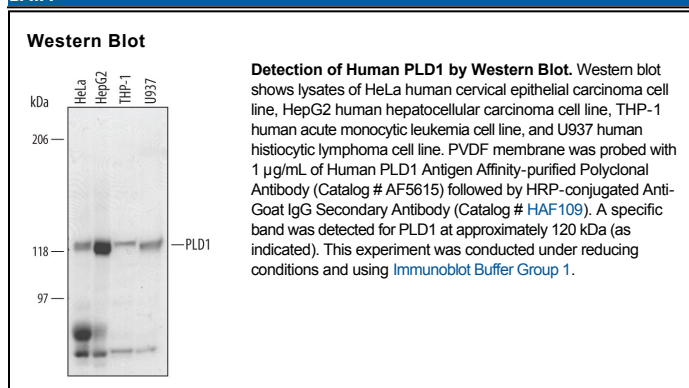 Western Blot
HeLa
HepG2
THP-1
U937
kDa
206
118
97
PLD1
Detection of Human PLD1 by Western Blot. Western blot
shows lysates of HeLa human cervical epithelial carcinoma cell
line, HepG2 human hepatocellular carcinoma cell line, THP-1
human acute monocytic leukemia cell line, and U937 human
histiocytic lymphoma cell line. PVDF membrane was probed with
1 µg/mL of Human PLD1 Antigen Affinity-purified Polyclonal
Antibody (Catalog # AF5615) followed by HRP-conjugated Anti-
Goat IgG Secondary Antibody (Catalog # HAF109). A specific
band was detected for PLD1 at approximately 120 kDa (as
indicated). This experiment was conducted under reducing
conditions and using Immunoblot Buffer Group 1.